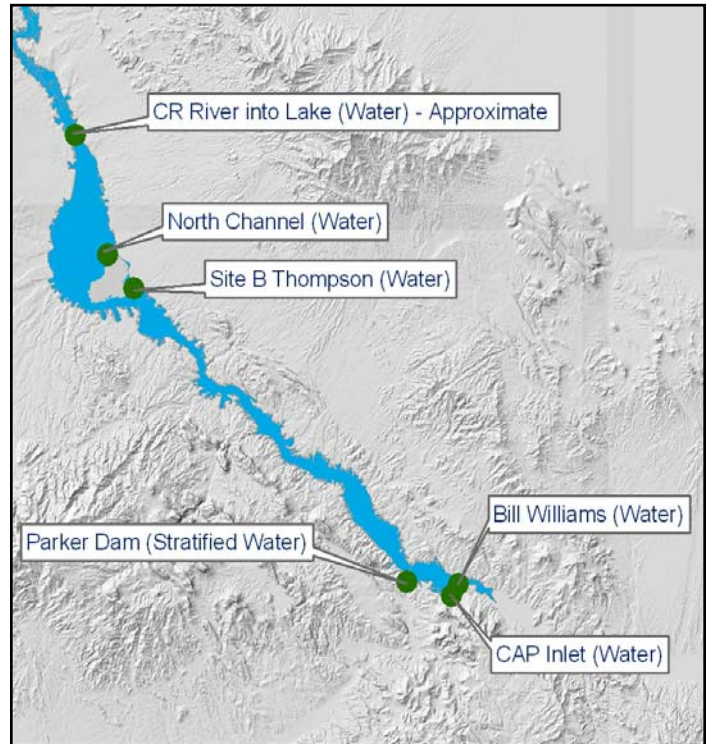 CR River into Lake (Water) - Approximate
North Channel (Water)
Site B Thompson (Water)
Bill Williams (Water)
Parker Dam (Stratified Water)
CAP Inlet (Water)